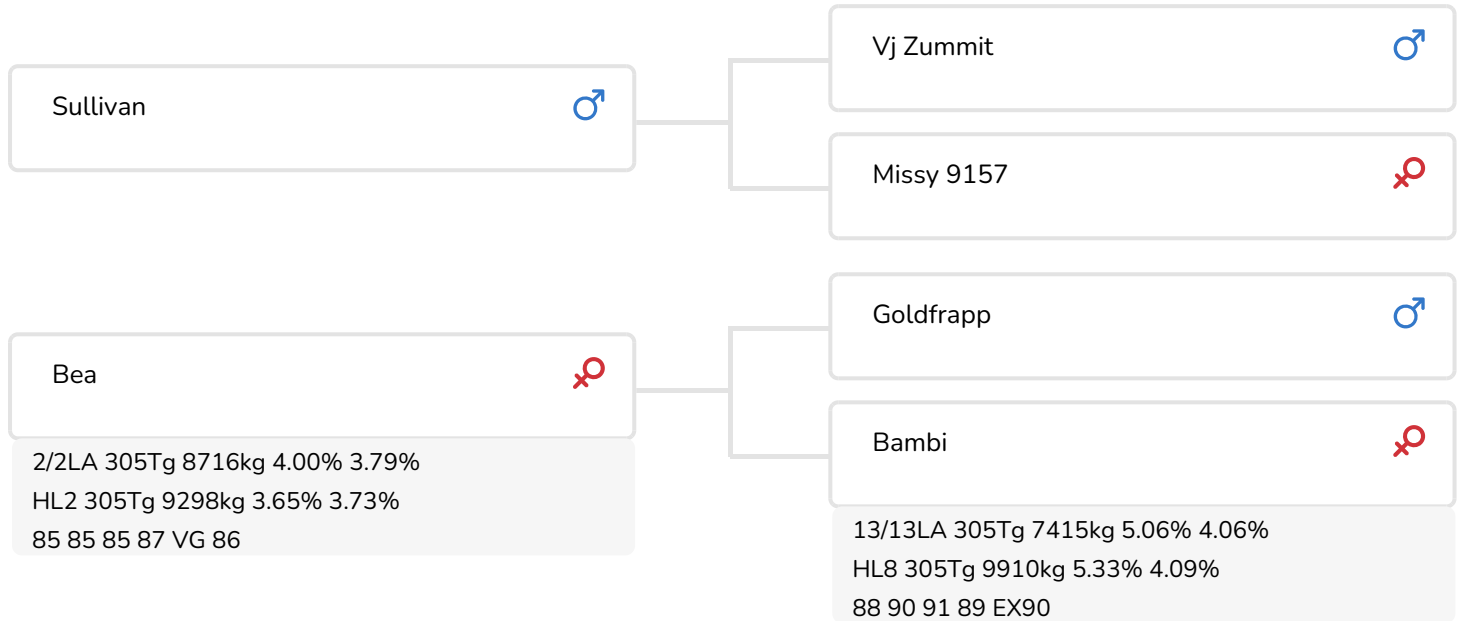 Vj Zummit
Sullivan
Missy 9157
Goldfrapp
Bea
Bambi
2/2LA 305Tg 8716kg 4.00% 3.79%
HL2 305Tg 9298kg 3.65% 3.73%
85 85 85 87 VG 86
13/13LA 305Tg 7415kg 5.06% 4.06%
HL8 305Tg 9910kg 5.33% 4.09%
88 90 91 89 EX90